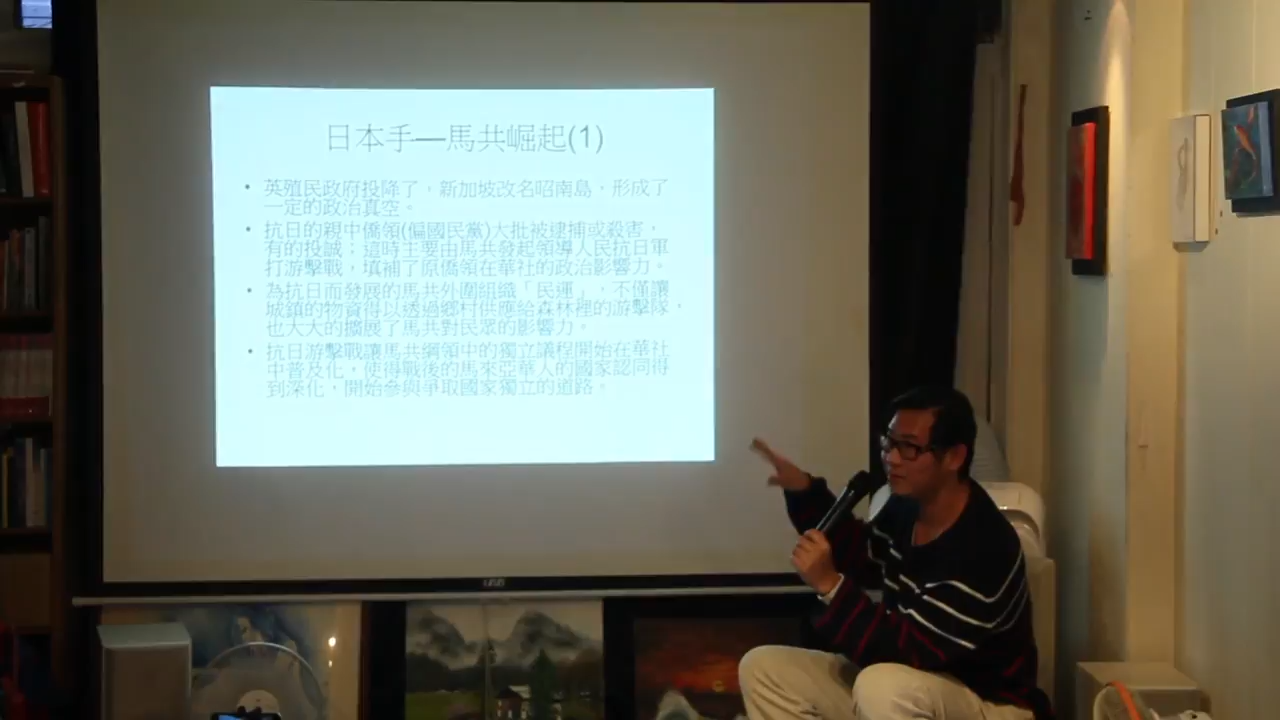 日本手—馬共崛起(1)
• 英殖民政府投降了，新加坡改名昭南島，形成了
一定的政治真空。
• 抗日的親中僑領(偏國民黨)大批被逮捕或殺害，
有的投誠；這時主要由馬共發起領導人民抗日軍
打游擊戰，填補了原僑領在華社的政治影響力。
• 為抗日而發展的馬共外圍組織「民運」，不僅讓
城鎮的物資得以透過鄉村供應給森林裡的游擊隊，
也大大的擴展了馬共對民眾的影響力。
• 抗日游擊戰讓馬共綱領中的獨立議程開始在華社
中普及化，使得戰後的馬來亞華人的國家認同得
到深化，開始參與爭取國家獨立的道路。